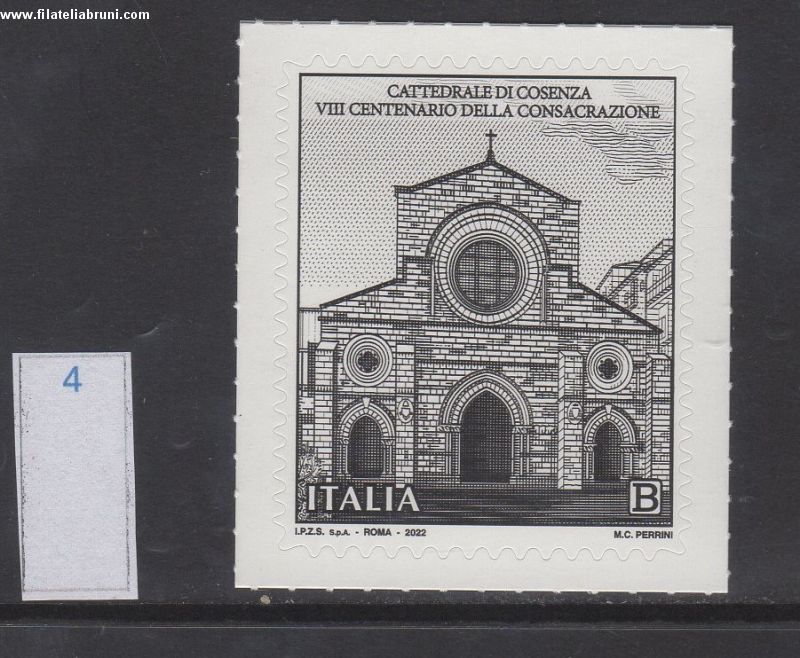 www.filateliabruni.com
CATTEDRALE DI COSENZA
VIII CENTENARIO DELLA CONSACRAZIONE
4
ITALIA
B
I.P.Z.S. S.p.A. - ROMA - 2022
M.C. PERRINI